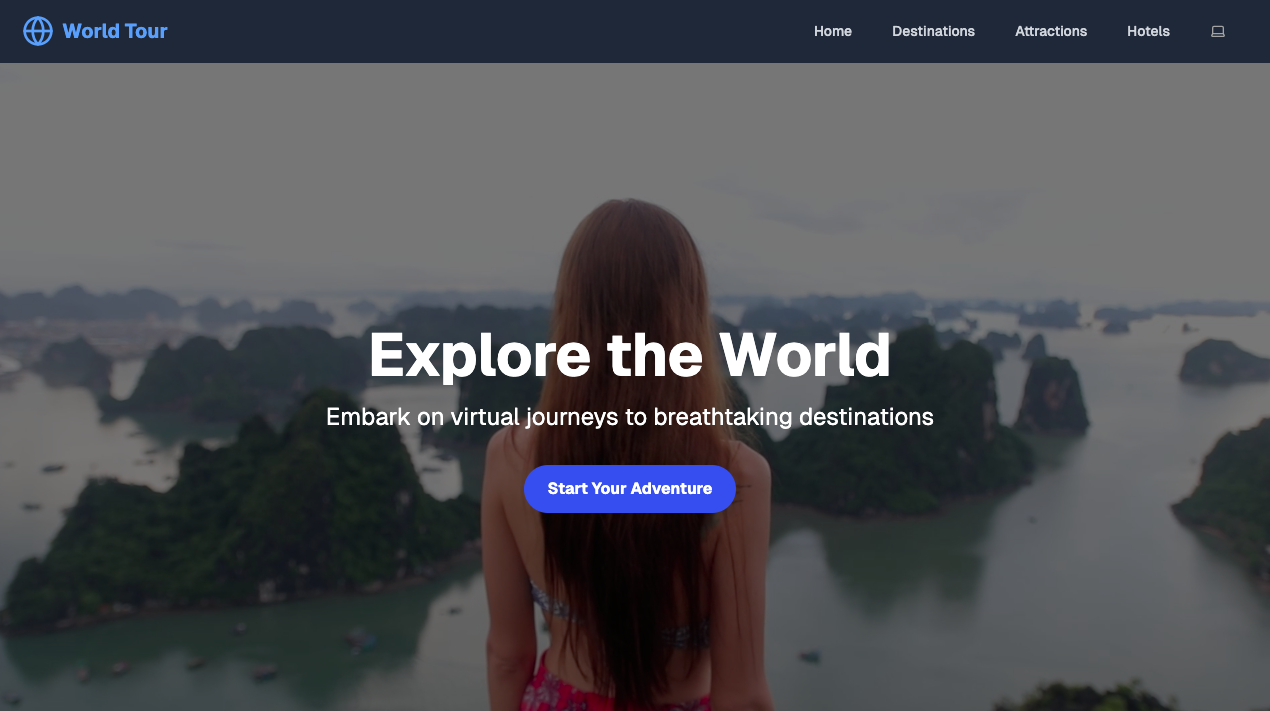 World Tour
Home
Destinations
Attractions
Hotels
Explore the World
Embark on virtual journeys to breathtaking destinations
Start Your Adventure